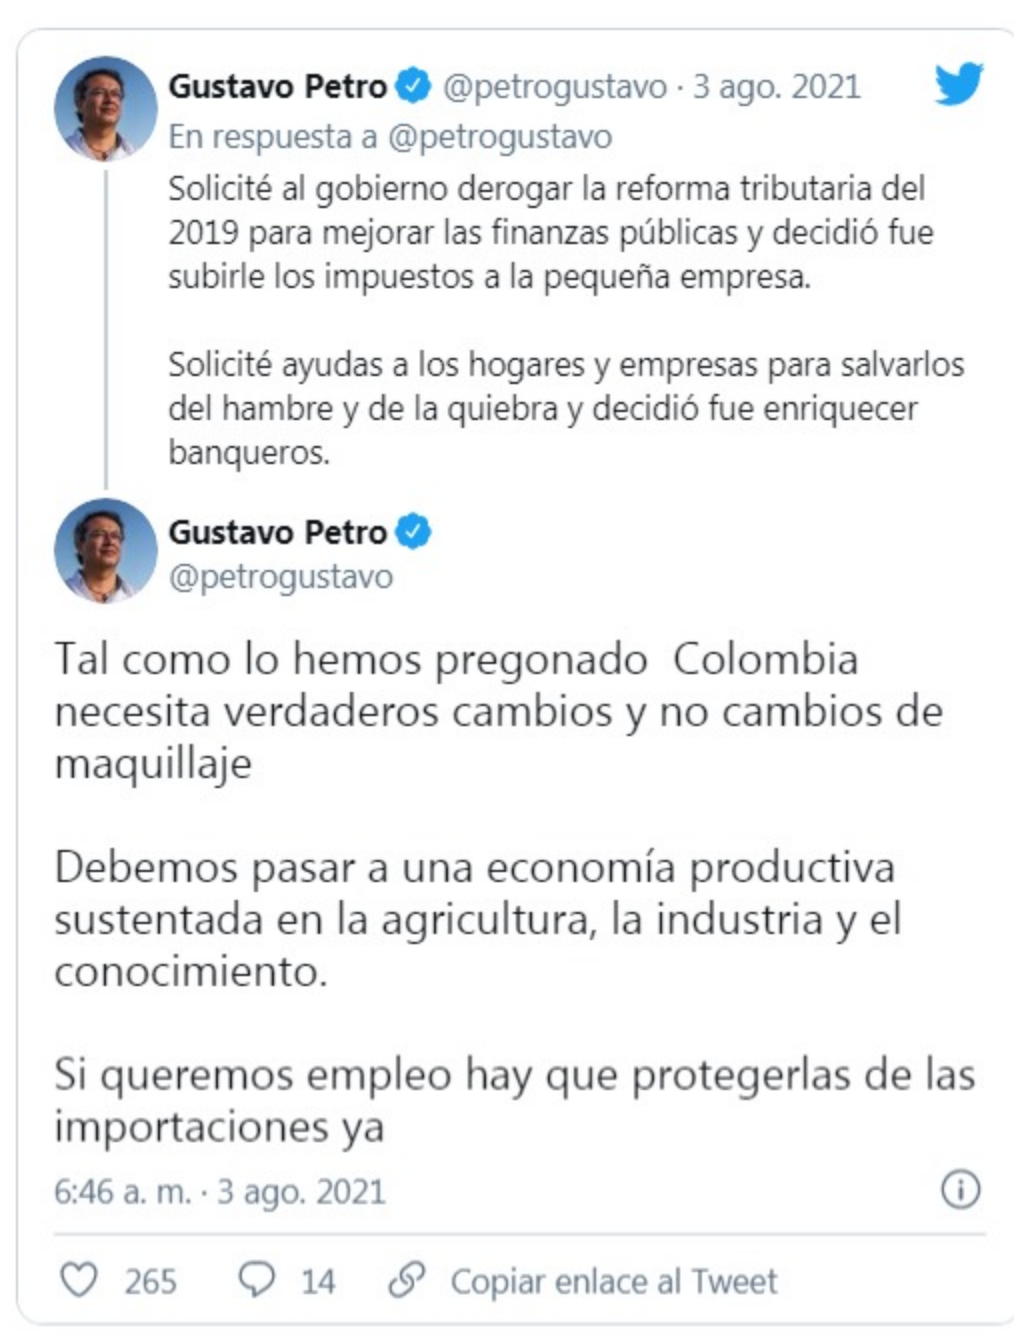 Gustavo Petro @petrogustavo · 3 ago. 2021
En respuesta a @petrogustavo
Solicité al gobierno derogar la reforma tributaria del
2019 para mejorar las finanzas públicas y decidió fue
subirle los impuestos a la pequeña empresa.
Solicité ayudas a los hogares y empresas para salvarlos
del hambre y de la quiebra y decidió fue enriquecer
banqueros.
Gustavo Petro
@petrogustavo
Tal como lo hemos pregonado  Colombia
necesita verdaderos cambios y no cambios de
maquillaje
Debemos pasar a una economía productiva
sustentada en la agricultura, la industria y el
conocimiento.
Si queremos empleo hay que protegerlas de las
importaciones ya
6:46 a. m. · 3 ago. 2021
265 14 Copiar enlace al Tweet